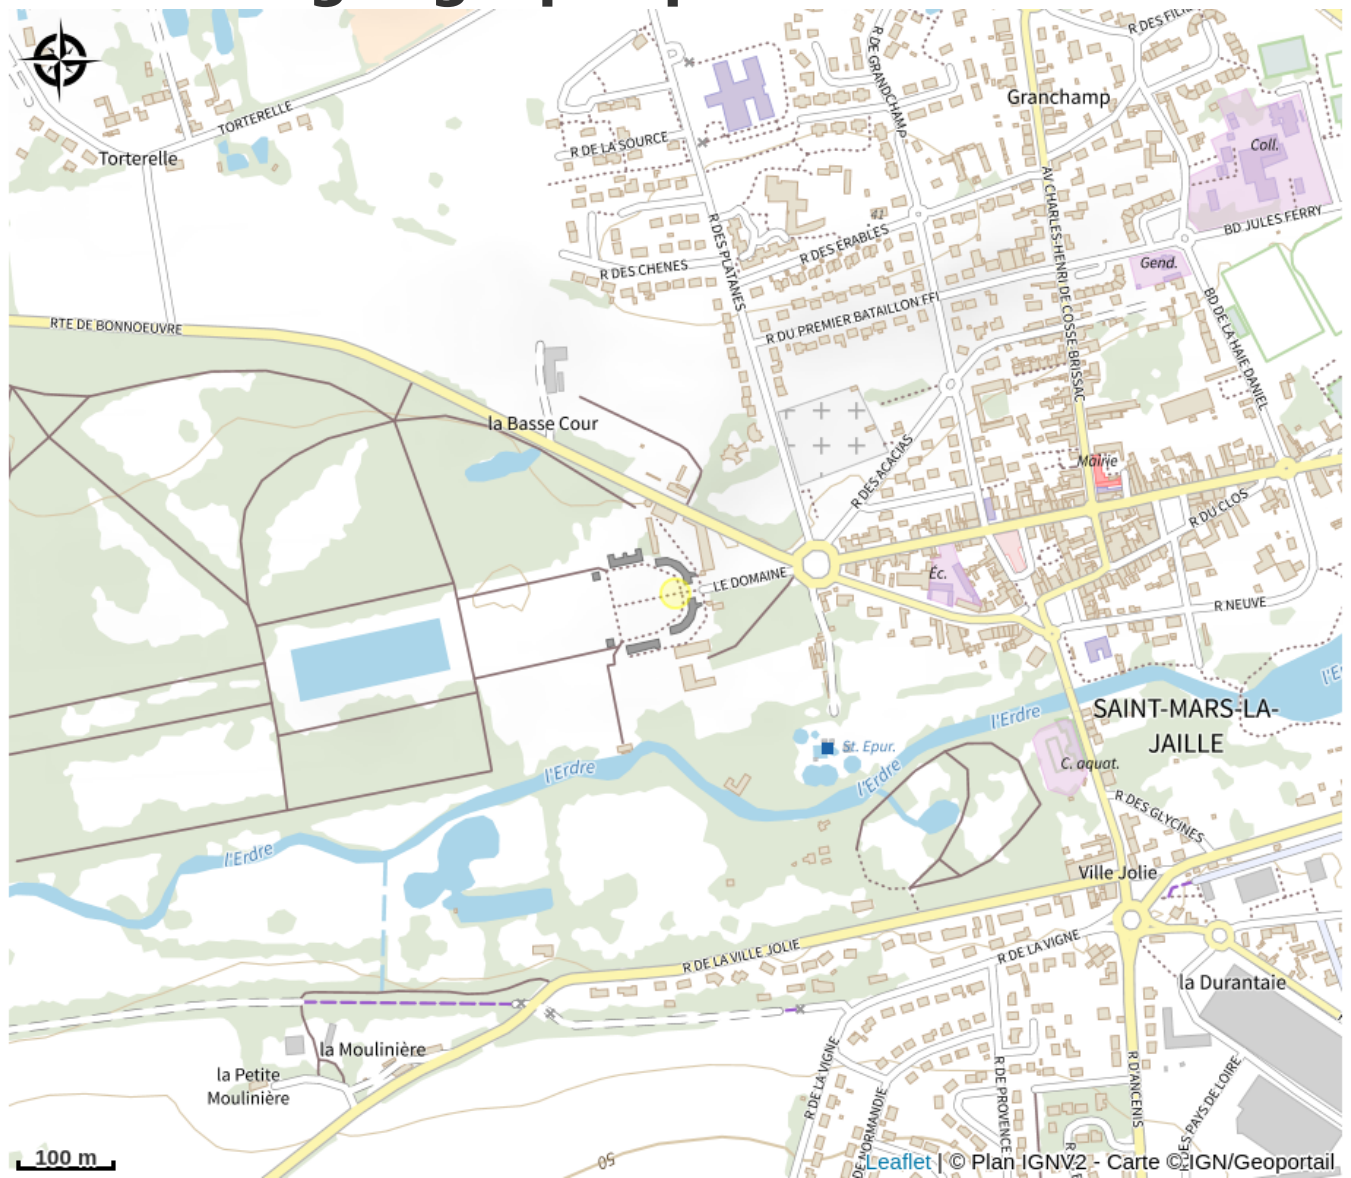 R DES FILI
R DE GRANDCHAMP
Granchamp
TORTERELLE
Torterelle
R DE LA SOURCE
Coll.
AV CHARLES-HENRI DE COSSE-BRISSAC
41
R DES PLATANES
R DES ERABLES
BD JULES FERRY
R DES CHENES
Gend.
BD DE LA HAIE DANIEL
RTE DE BONNOEUVRE
R DU PREMIER BATAILLON FFI
la Basse Cour
Mairie
R DES ACACIAS
R DU CLOS
LE DOMAINE
Éc.
R NEUVE
l'E
l'Erdre
SAINT-MARS-LA-
JAILLE
St. Epur.
l'Erdre
l'Erdre
C. aquat.
R DES GLYCINES
l'Erdre
Ville Jolie
R DE LA VILLE JOLIE
R DE LA VIGNE
la Durantaie
la Moulinière
la Petite
Moulinière
R DE LA VIGNE
R DE PROVENCE
R D'ANCENIS
DE NORMANDIE
DES PAYS DE LOIRE
R
50
100 m
Leaflet | © Plan IGNV2 - Carte © IGN/Geoportail